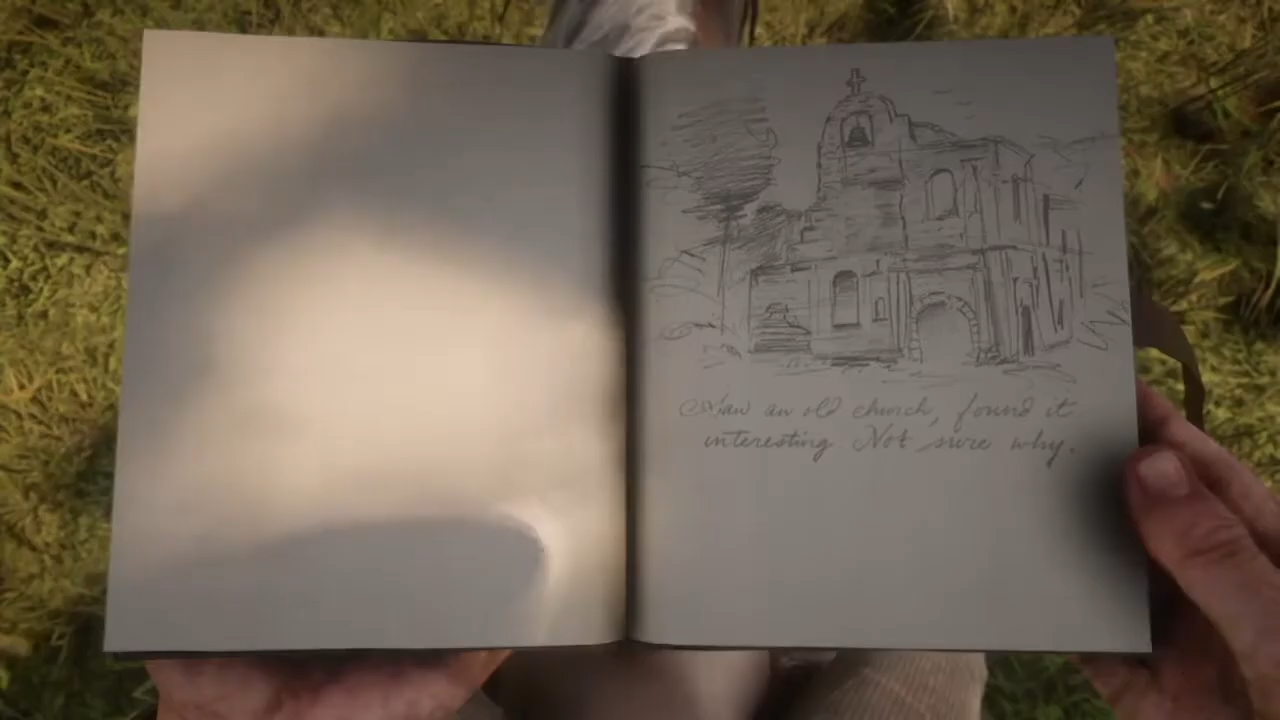 Saw an old church, found it
interesting. Not sure why.